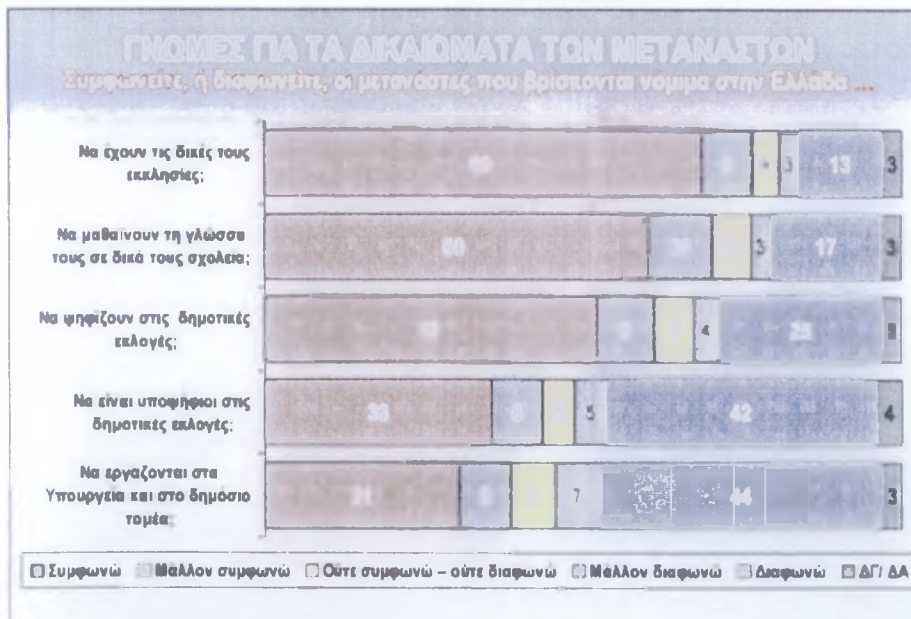 ΓΝΩΜΕΣ ΓΙΑ ΤΑ ΔΙΚΑΙΩΜΑΤΑ ΤΩΝ ΜΕΤΑΝΑΣΤΩΝ
Συμφωνείτε, ή διαφωνείτε, οι μετανάστες που βρίσκονται νόμιμα στην Ελλάδα ...
Να έχουν τις δικές τους
εκκλησίες;
3 13 3
Να μαθαίνουν τη γλώσσα
τους σε δικά τους σχολεία;
3 17 3
Να ψηφίζουν στις δημοτικές
εκλογές;
4 25
Να είναι υποψήφιοι στις
δημοτικές εκλογές;
5 42 4
Να εργαζονται στα
Υπουργεία και στο δημόσιο
τομέα;
7 44 3
Συμφωνώ Μάλλον συμφωνώ Ούτε συμφωνώ – ούτε διαφωνώ Μάλλον διαφωνώ Διαφωνώ ΔΓ/ ΔΑ